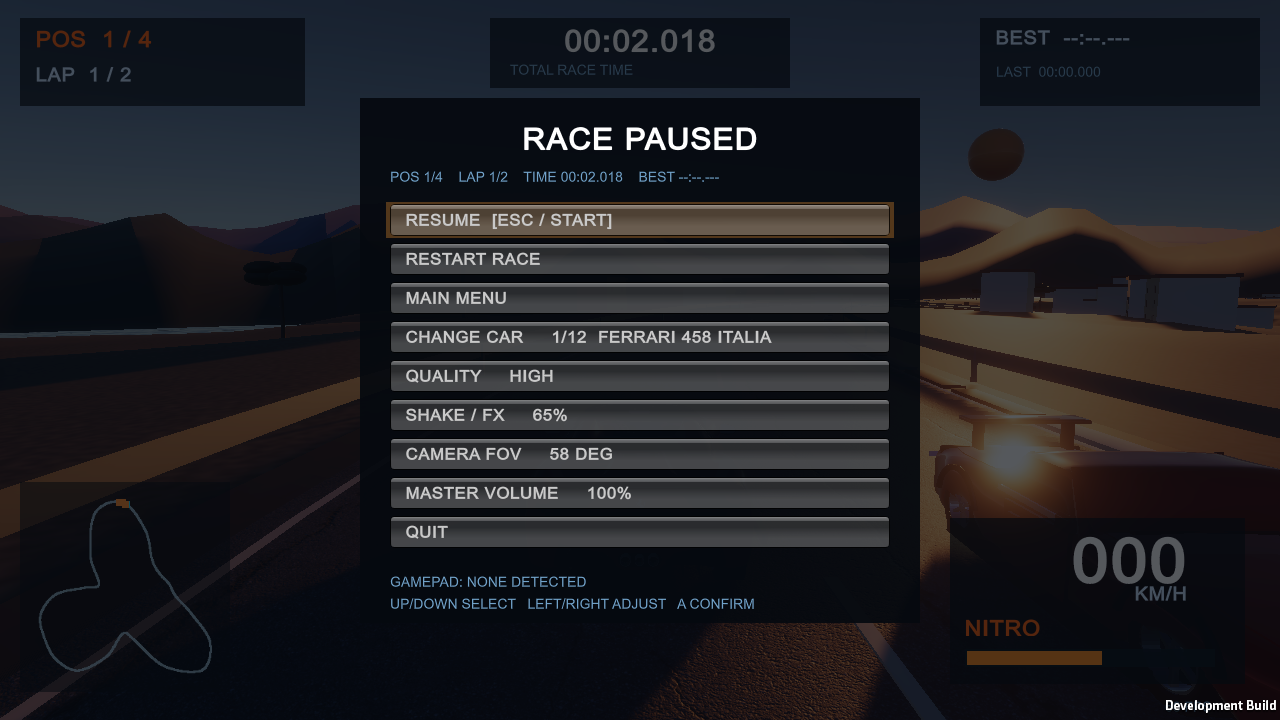 POS 1 / 4
LAP 1 / 2
00:02.018
TOTAL RACE TIME
BEST --:--.---
LAST 00:00.000
RACE PAUSED
POS 1/4 LAP 1/2 TIME 00:02.018 BEST --:--.---
RESUME [ESC / START]
RESTART RACE
MAIN MENU
CHANGE CAR 1/12 FERRARI 458 ITALIA
QUALITY HIGH
SHAKE / FX 65%
CAMERA FOV 58 DEG
MASTER VOLUME 100%
QUIT
GAMEPAD: NONE DETECTED
UP/DOWN SELECT LEFT/RIGHT ADJUST A CONFIRM
000
KM/H
NITRO
Development Build